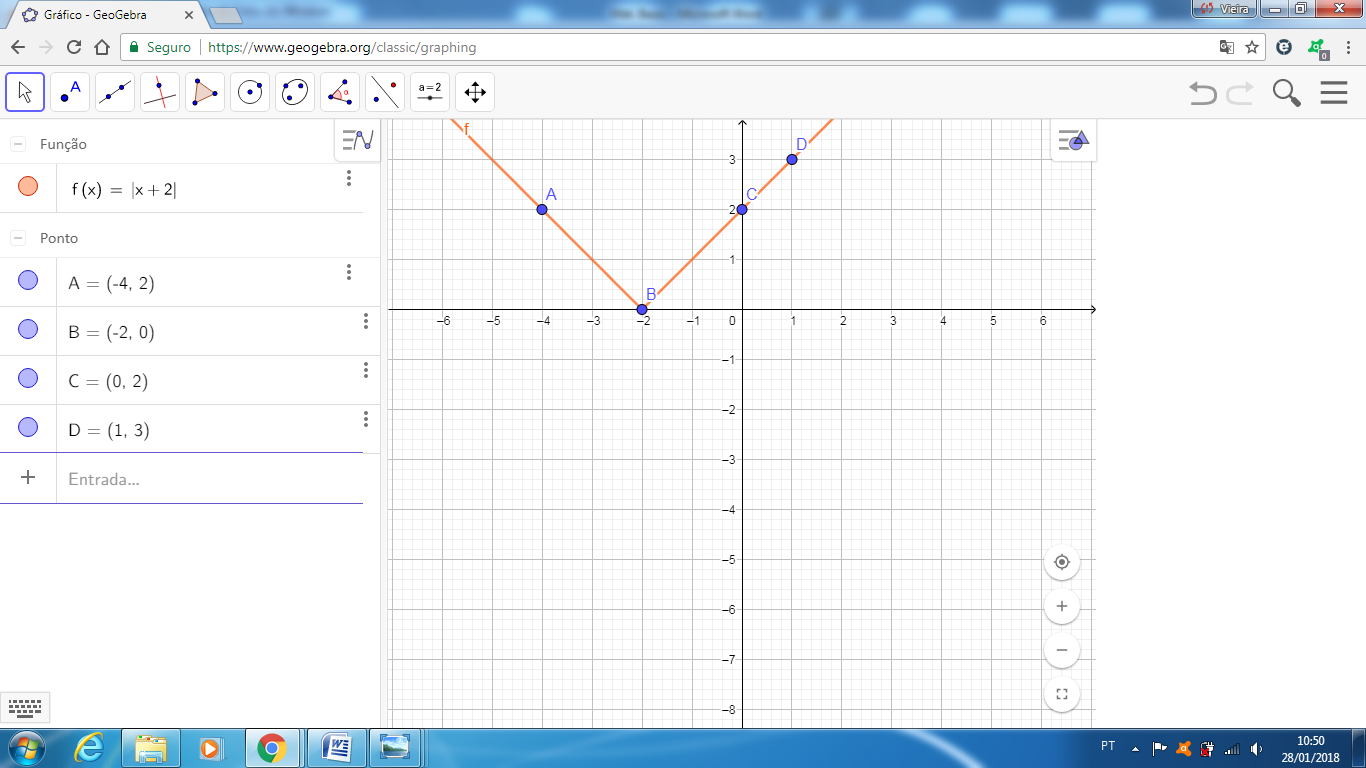 Gráfico - GeoGebra
Vieira
Seguro
https://www.geogebra.org/classic/graphing
0
A
α
a=2
Função
f(x) = |x+2|
Ponto
A = (-4, 2)
B = (-2, 0)
C = (0, 2)
D = (1, 3)
+ Entrada...
f
A
B
C
D
3
2
1
–6 –5 –4 –3 –2 –1 0 1 2 3 4 5 6
–1
–2
–3
–4
–5
–6
–7
–8
PT
10:50
28/01/2018